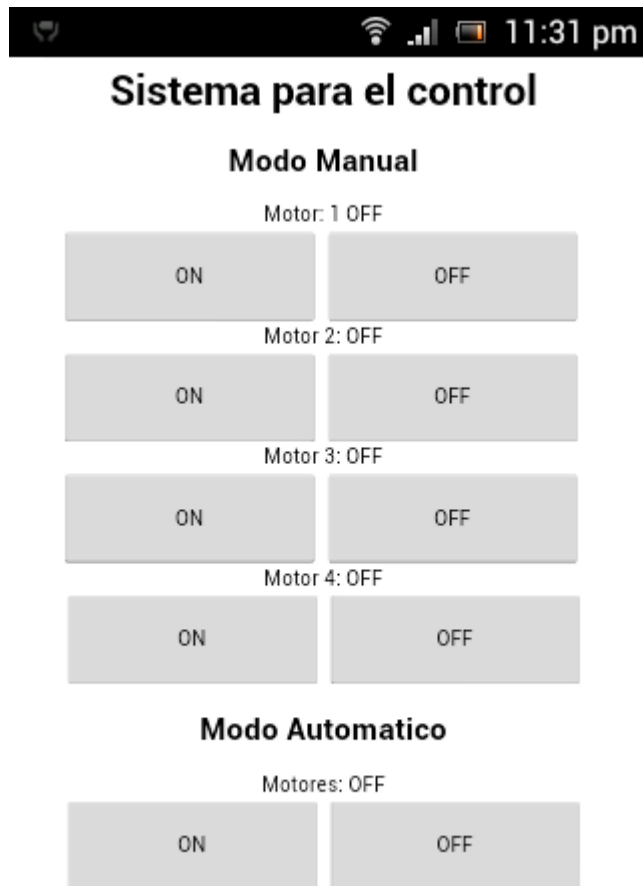 11:31 pm
Sistema para el control
Modo Manual
Motor: 1 OFF
ON OFF
Motor 2: OFF
ON OFF
Motor 3: OFF
ON OFF
Motor 4: OFF
ON OFF
Modo Automatico
Motores: OFF
ON OFF